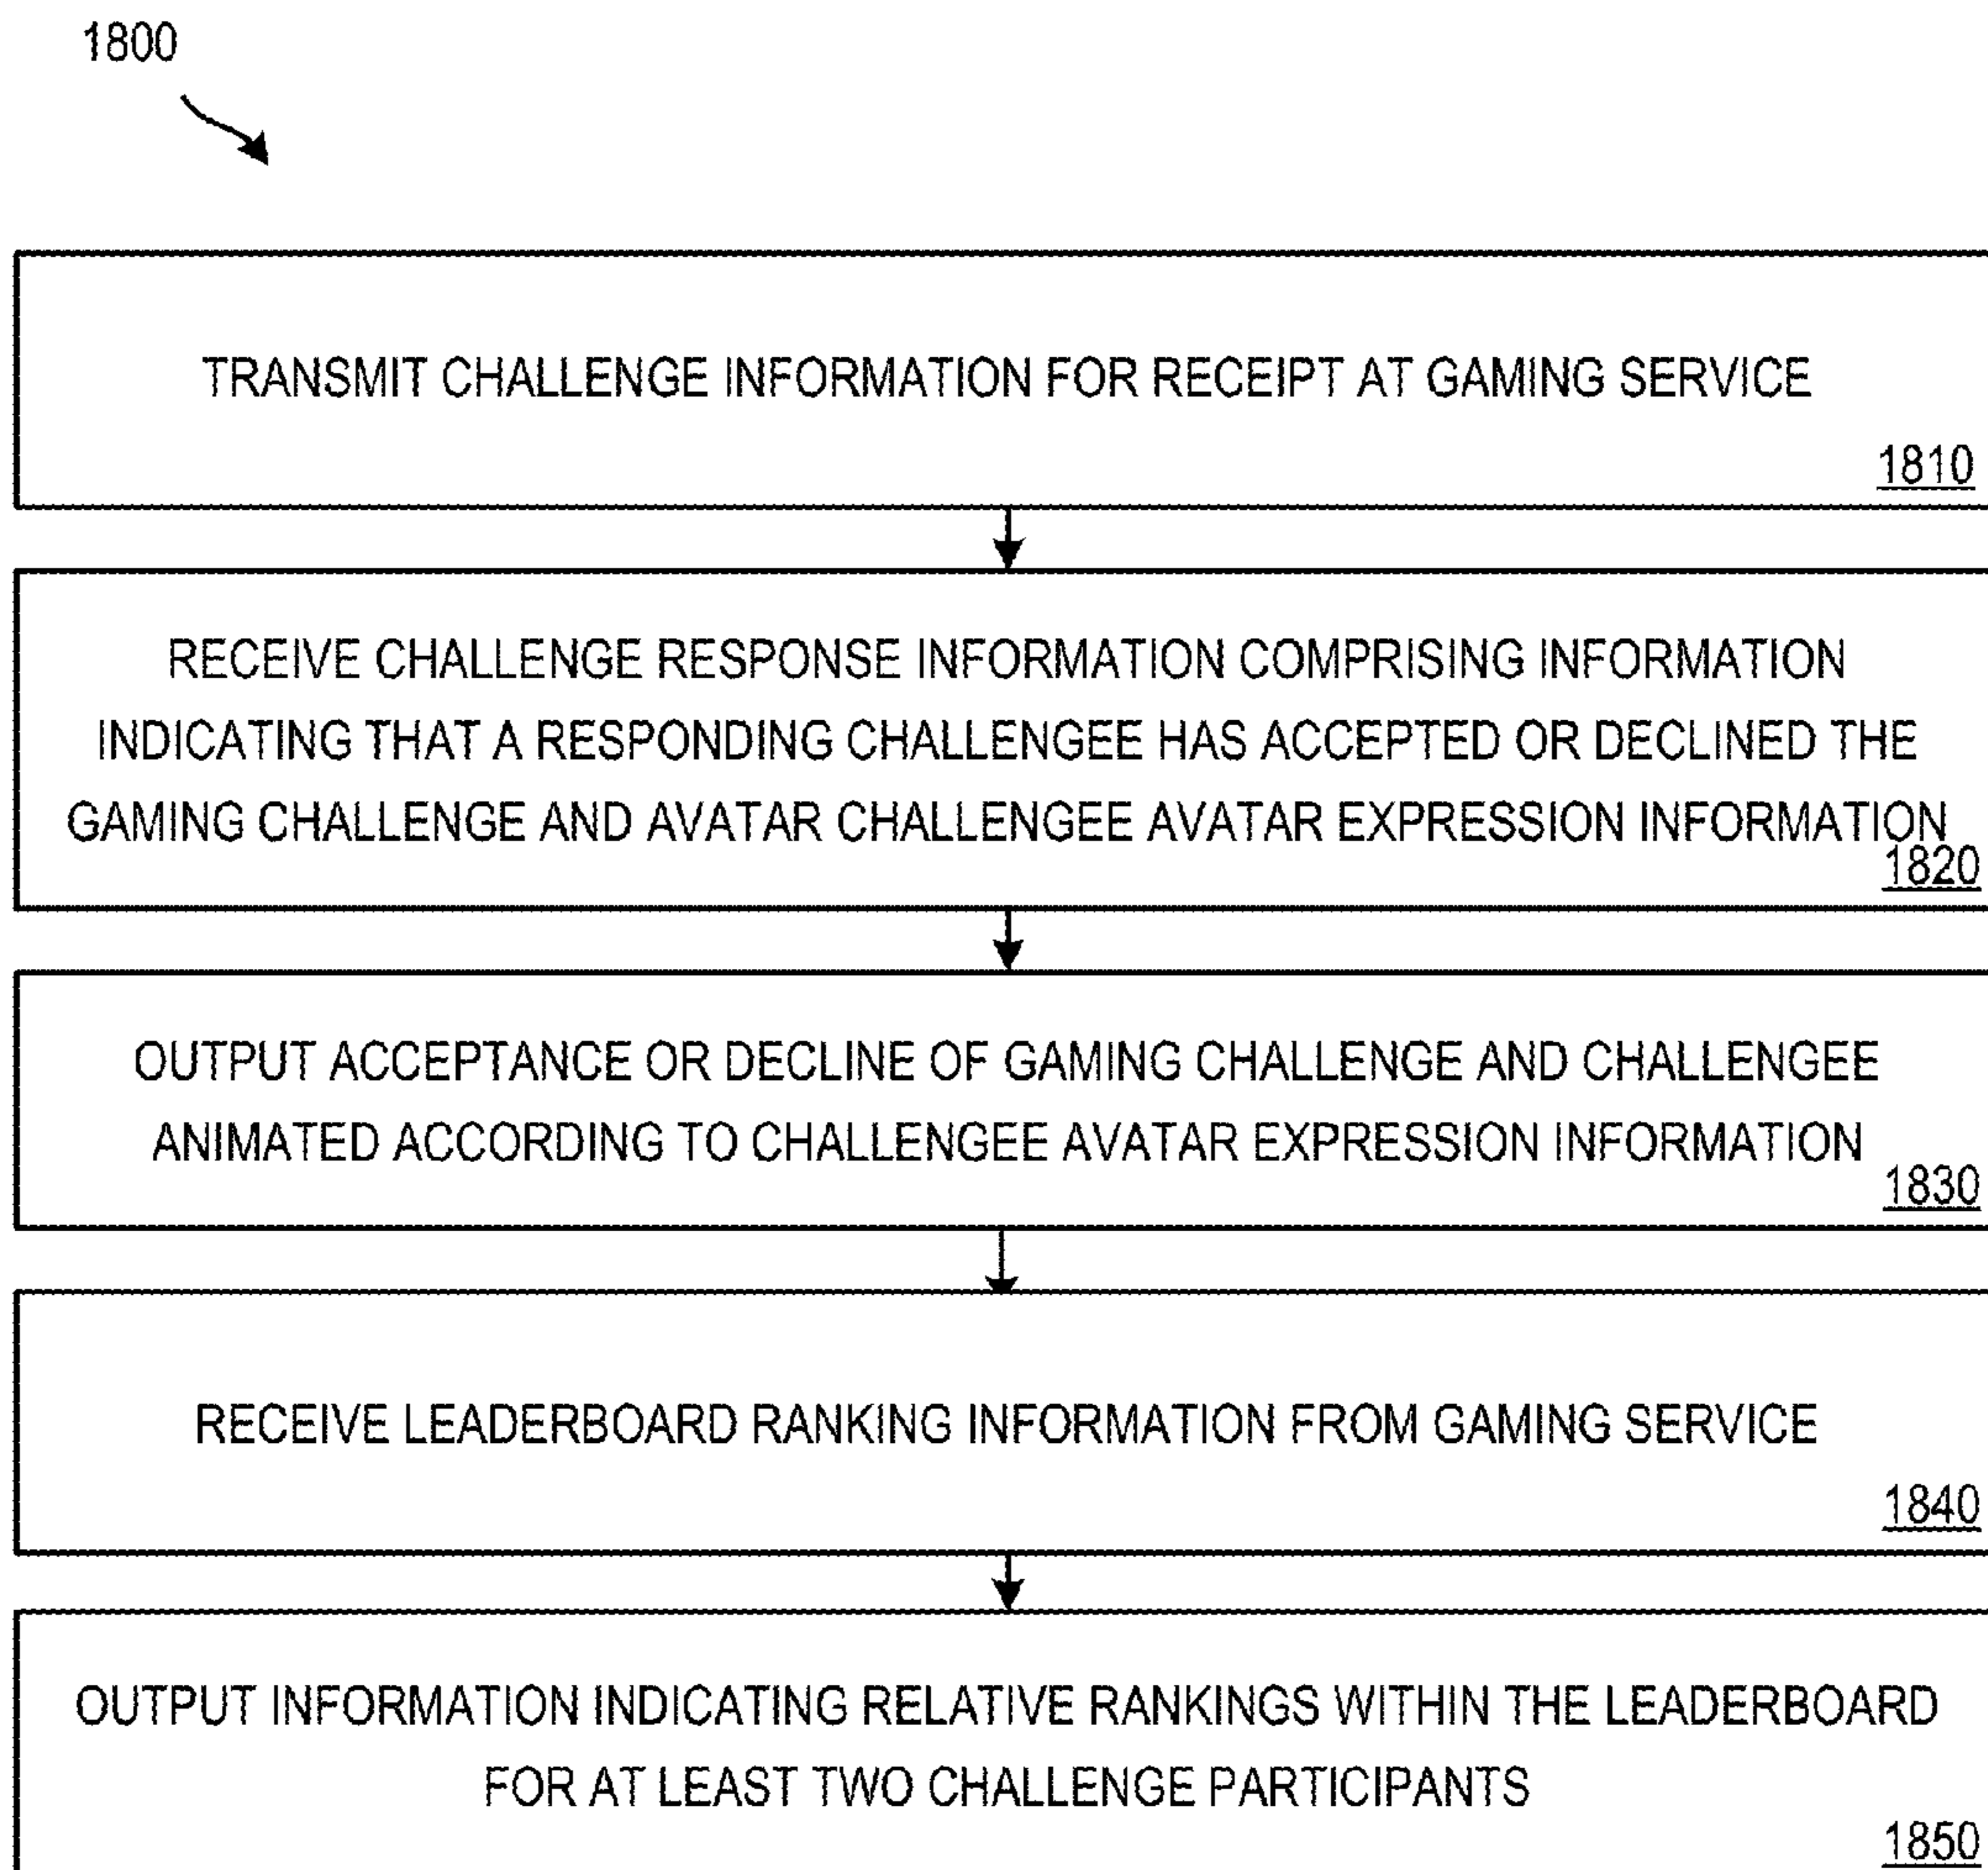 1800
TRANSMIT CHALLENGE INFORMATION FOR RECEIPT AT GAMING SERVICE
1810
RECEIVE CHALLENGE RESPONSE INFORMATION COMPRISING INFORMATION
INDICATING THAT A RESPONDING CHALLENGEE HAS ACCEPTED OR DECLINED THE
GAMING CHALLENGE AND AVATAR CHALLENGEE AVATAR EXPRESSION INFORMATION
1820
OUTPUT ACCEPTANCE OR DECLINE OF GAMING CHALLENGE AND CHALLENGEE
ANIMATED ACCORDING TO CHALLENGEE AVATAR EXPRESSION INFORMATION
1830
RECEIVE LEADERBOARD RANKING INFORMATION FROM GAMING SERVICE
1840
OUTPUT INFORMATION INDICATING RELATIVE RANKINGS WITHIN THE LEADERBOARD
FOR AT LEAST TWO CHALLENGE PARTICIPANTS
1850